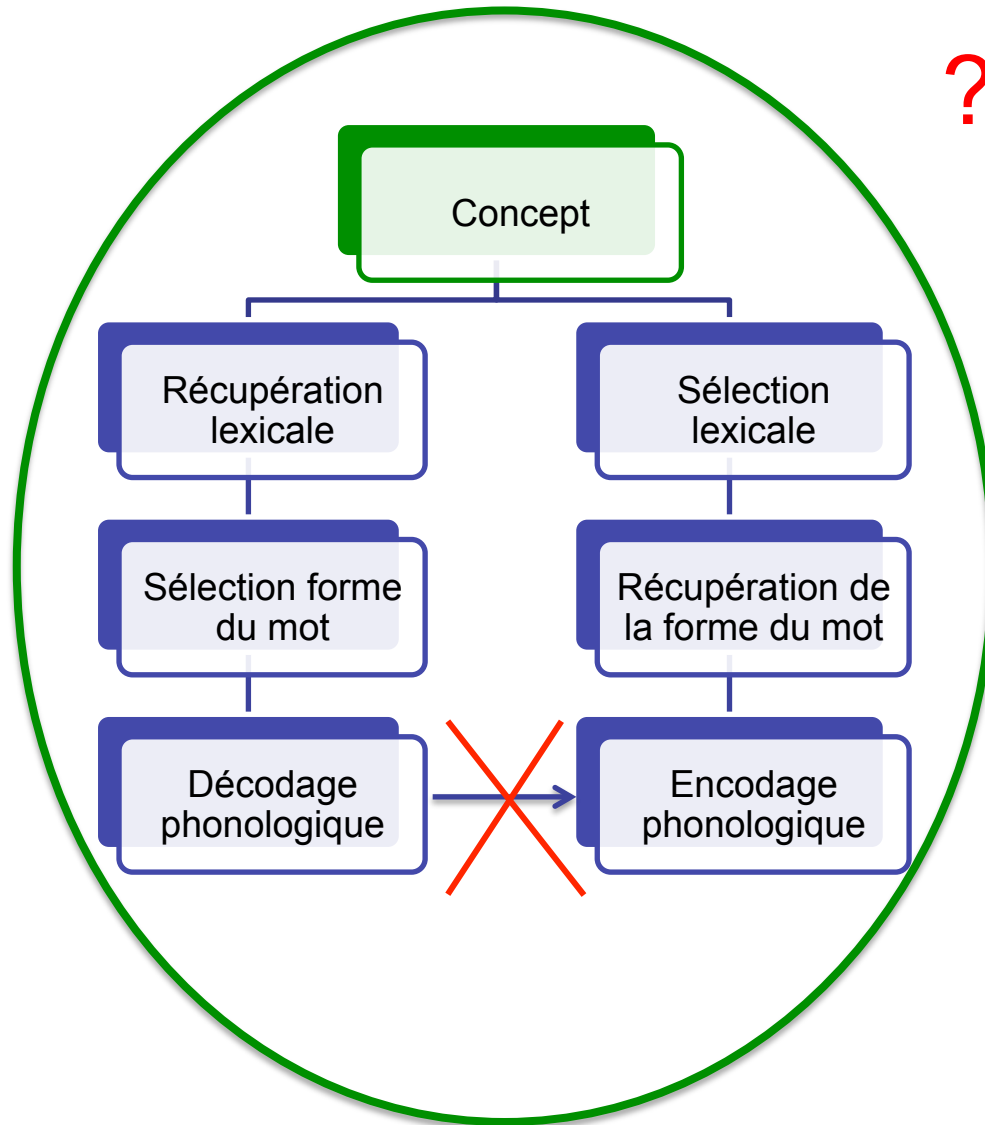 ?
Concept
Récupération
lexicale
Sélection
lexicale
Sélection forme
du mot
Récupération de
la forme du mot
Décodage
phonologique
Encodage
phonologique